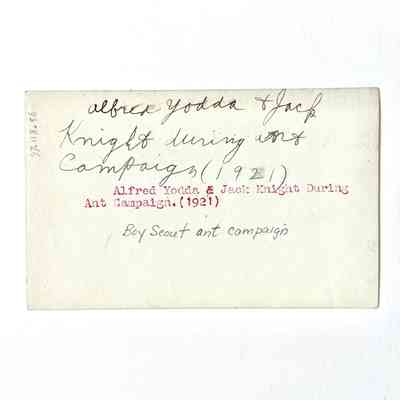 Alfred Yodda & Jack
Knight during Ant
Campaign (1921)
Alfred Yodda & Jack Knight During
Ant Campaign. (1921)
Boy Scout ant campaign